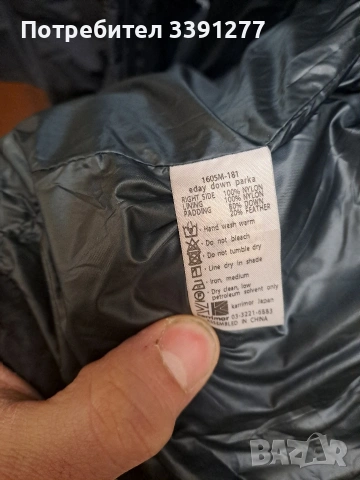 Потребител 3391277
1605M-181
eday down parka
RIGHT SIDE 100% NYLON
LINING 100% NYLON
PADDING 80% DOWN
20% FEATHER
: Hand wash warm
: Do not bleach
: Do not tumble dry
: Line dry in shade
: Iron, medium
: Dry clean, low
petroleum solvent only
karrimor Japan
03-3221-6883
ASSEMBLED IN CHINA
BAZAR